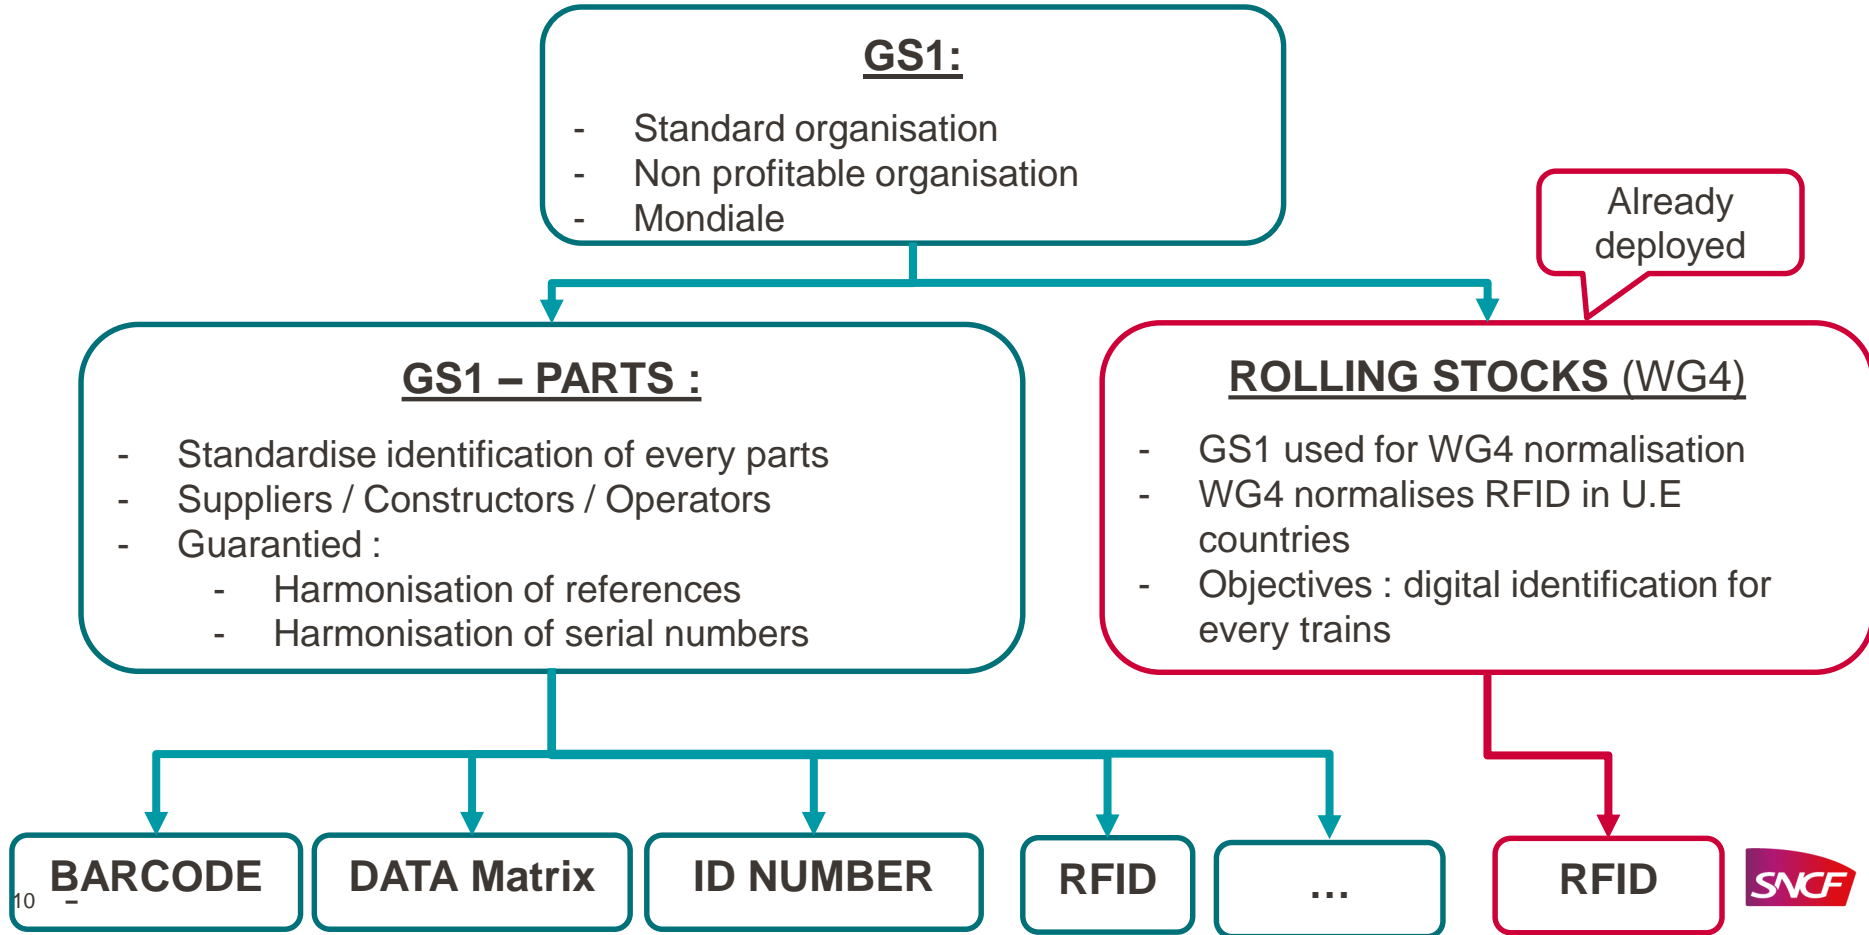 GS1:
- Standard organisation
- Non profitable organisation
- Mondiale
Already
deployed
GS1 – PARTS :
- Standardise identification of every parts
- Suppliers / Constructors / Operators
- Guarantied :
- Harmonisation of references
- Harmonisation of serial numbers
ROLLING STOCKS (WG4)
- GS1 used for WG4 normalisation
- WG4 normalises RFID in U.E
countries
- Objectives : digital identification for
every trains
BARCODE
DATA Matrix
ID NUMBER
RFID
...
RFID
10 –
SNCF